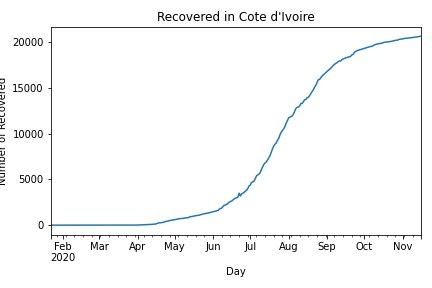 Recovered in Cote d'Ivoire
Number of Recovered
20000
15000
10000
5000
0
Feb Mar Apr May Jun Jul Aug Sep Oct Nov
2020
Day